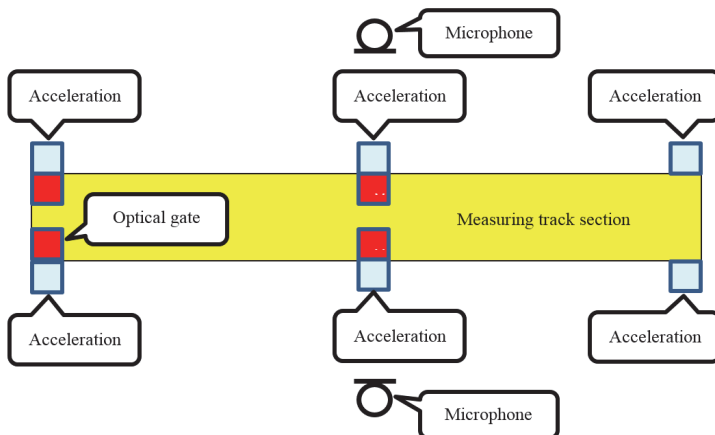 Microphone
Acceleration
Acceleration
Acceleration
Optical gate
Measuring track section
Acceleration
Acceleration
Acceleration
Microphone